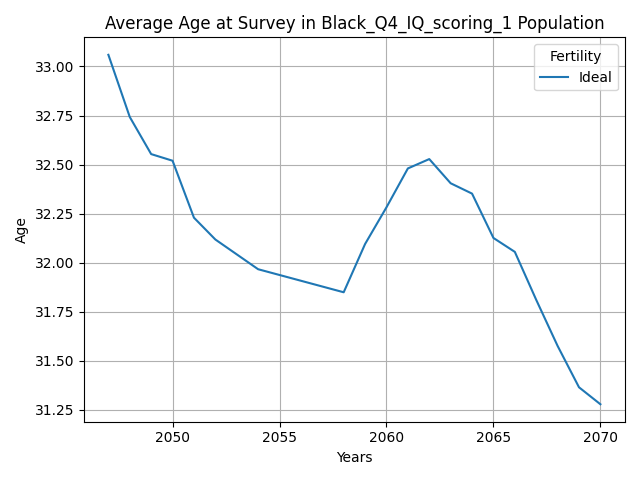 Average Age at Survey in Black_Q4_IQ_scoring_1 Population
Fertility
Ideal
33.00
32.75
32.50
32.25
32.00
31.75
31.50
31.25
Age
2050 2055 2060 2065 2070
Years